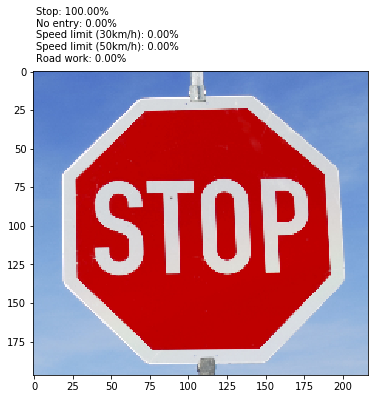 Stop: 100.00%
No entry: 0.00%
Speed limit (30km/h): 0.00%
Speed limit (50km/h): 0.00%
Road work: 0.00%
0
25
50
75
100
125
150
175
STOP
0
25
50
75
100
125
150
175
200